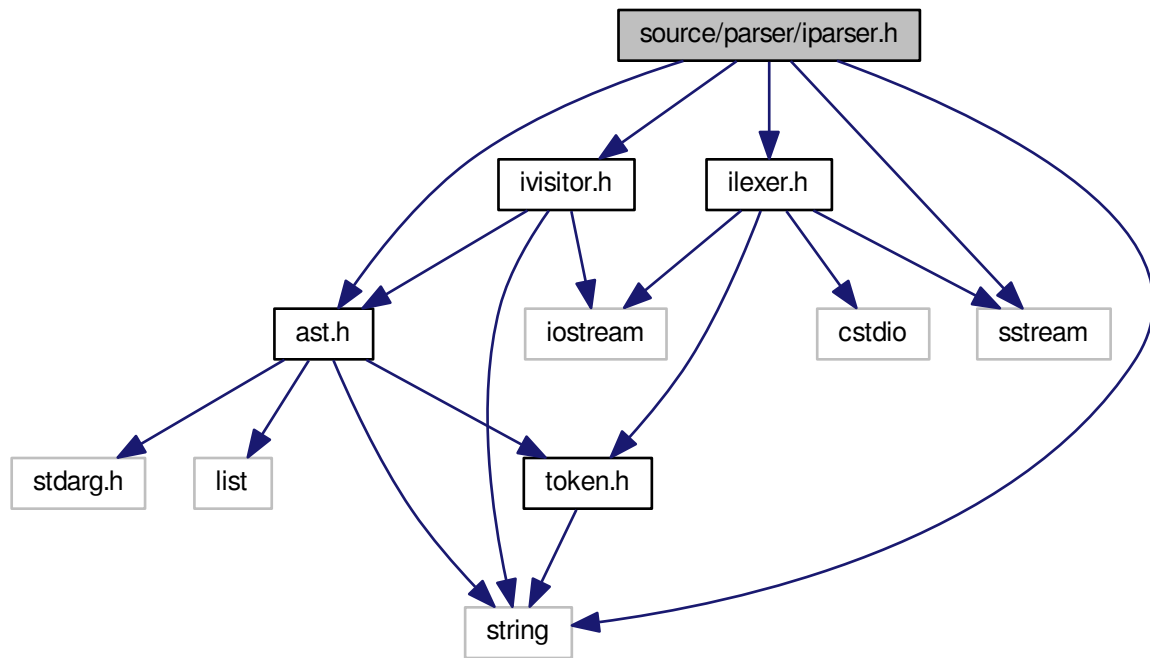 source/parser/iparser.h
ivisitor.h
ilexer.h
ast.h
iostream
cstdio
sstream
stdarg.h
list
token.h
string